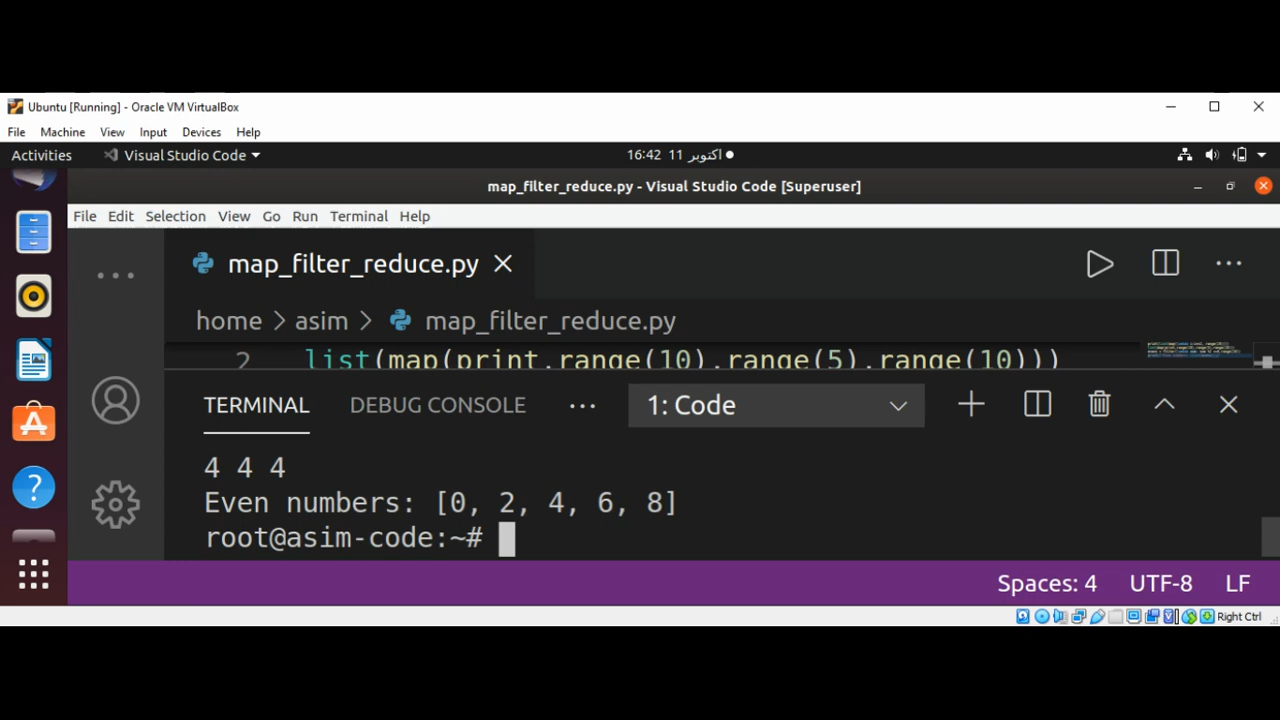 Ubuntu [Running] - Oracle VM VirtualBox
File Machine View Input Devices Help
Activities Visual Studio Code 16:42 11 اکتوبر
map_filter_reduce.py - Visual Studio Code [Superuser]
File Edit Selection View Go Run Terminal Help
map_filter_reduce.py
home > asim > map_filter_reduce.py
2 list(map(print,range(10),range(5),range(10)))
TERMINAL DEBUG CONSOLE ... 1: Code
4 4 4
Even numbers: [0, 2, 4, 6, 8]
root@asim-code:~#
Spaces: 4 UTF-8 LF
Right Ctrl